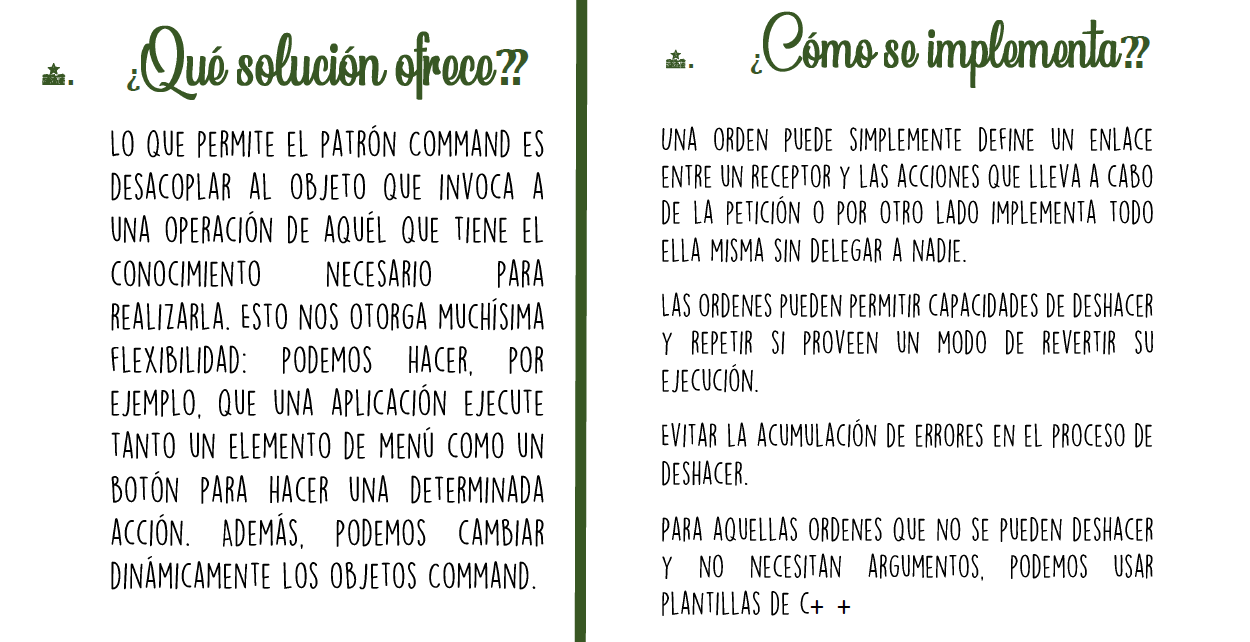 ¿Qué solución ofrece??
LO QUE PERMITE EL PATRÓN COMMAND ES
DESACOPLAR AL OBJETO QUE INVOCA A
UNA OPERACIÓN DE AQUÉL QUE TIENE EL
CONOCIMIENTO NECESARIO PARA
REALIZARLA. ESTO NOS OTORGA MUCHÍSIMA
FLEXIBILIDAD: PODEMOS HACER, POR
EJEMPLO, QUE UNA APLICACIÓN EJECUTE
TANTO UN ELEMENTO DE MENÚ COMO UN
BOTÓN PARA HACER UNA DETERMINADA
ACCIÓN. ADEMÁS, PODEMOS CAMBIAR
DINÁMICAMENTE LOS OBJETOS COMMAND.
¿Cómo se implementa??
UNA ORDEN PUEDE SIMPLEMENTE DEFINE UN ENLACE
ENTRE UN RECEPTOR Y LAS ACCIONES QUE LLEVA A CABO
DE LA PETICIÓN O POR OTRO LADO IMPLEMENTA TODO
ELLA MISMA SIN DELEGAR A NADIE.
LAS ORDENES PUEDEN PERMITIR CAPACIDADES DE DESHACER
Y REPETIR SI PROVEEN UN MODO DE REVERTIR SU
EJECUCIÓN.
EVITAR LA ACUMULACIÓN DE ERRORES EN EL PROCESO DE
DESHACER.
PARA AQUELLAS ORDENES QUE NO SE PUEDEN DESHACER
Y NO NECESITAN ARGUMENTOS, PODEMOS USAR
PLANTILLAS DE C+ +